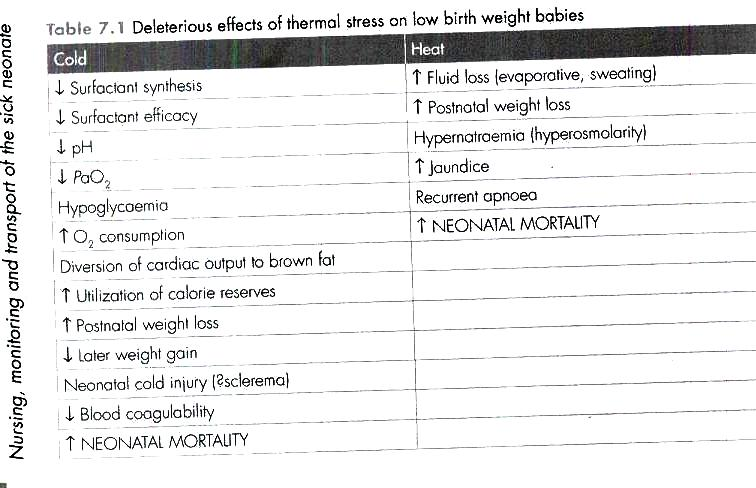 Nursing, monitoring and transport of the sick neonate
Table 7.1 Deleterious effects of thermal stress on low birth weight babies
Cold Heat
↓ Surfactant synthesis ↑ Fluid loss (evaporative, sweating)
↓ Surfactant efficacy ↑ Postnatal weight loss
↓ pH Hypernatraemia (hyperosmolarity)
↓ PaO₂ ↑ Jaundice
Hypoglycaemia Recurrent apnoea
↑ O₂ consumption ↑ NEONATAL MORTALITY
Diversion of cardiac output to brown fat
↑ Utilization of calorie reserves
↑ Postnatal weight loss
↓ Later weight gain
Neonatal cold injury (?sclerema)
↓ Blood coagulability
↑ NEONATAL MORTALITY